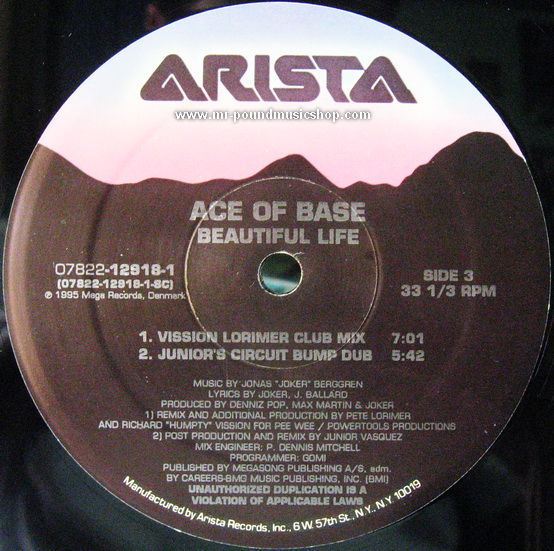 ARISTA
www.mr-poundmusicshop.com
ACE OF BASE
BEAUTIFUL LIFE
07822-12918-1
(07822-12918-1-SC)
℗ 1995 Mega Records, Denmark
SIDE 3
33 1/3 RPM
1. VISSION LORIMER CLUB MIX 7:01
2. JUNIOR'S CIRCUIT BUMP DUB 5:42
MUSIC BY JONAS "JOKER" BERGGREN
LYRICS BY JOKER, J. BALLARD
PRODUCED BY DENNIZ POP, MAX MARTIN & JOKER
1) REMIX AND ADDITIONAL PRODUCTION BY PETE LORIMER
AND RICHARD "HUMPTY" VISSION FOR PEE WEE / POWERTOOLS PRODUCTIONS
2) POST PRODUCTION AND REMIX BY JUNIOR VASQUEZ
MIX ENGINEER: P. DENNIS MITCHELL
PROGRAMMER: GOMI
PUBLISHED BY MEGASONG PUBLISHING A/S, adm.
BY CAREERS-BMG MUSIC PUBLISHING, INC. (BMI)
UNAUTHORIZED DUPLICATION IS A
VIOLATION OF APPLICABLE LAWS
Manufactured by Arista Records, Inc., 6 W. 57th St., N.Y., N.Y. 10019